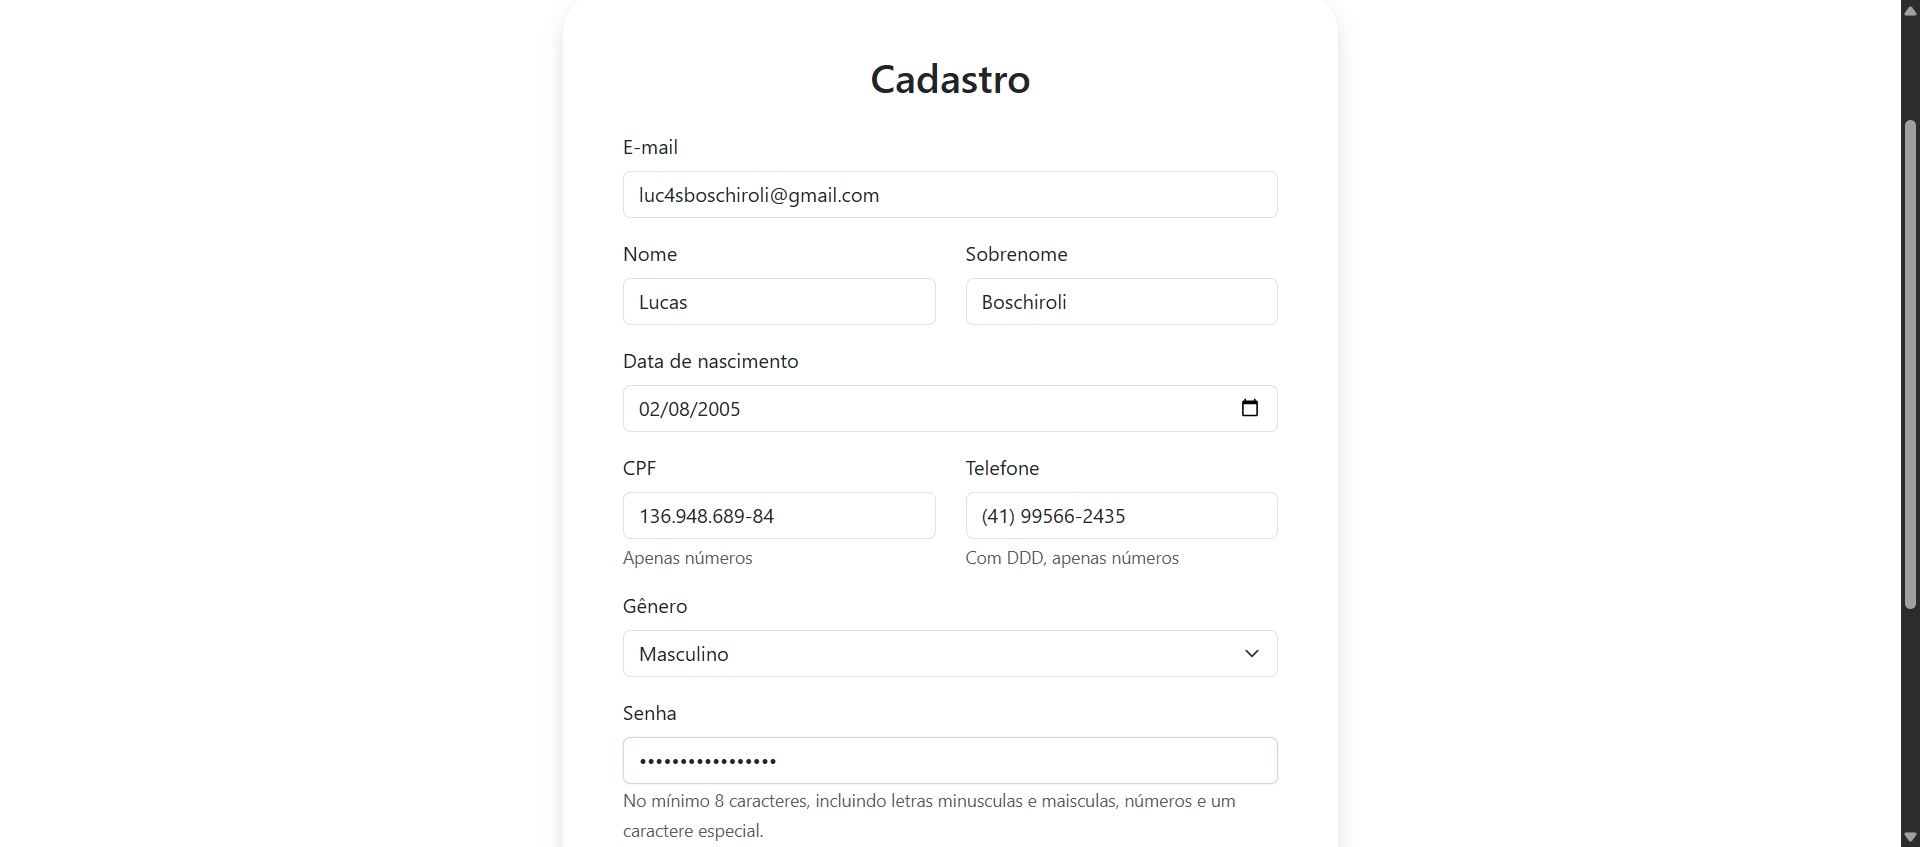 Cadastro
E-mail
luc4sboschiroli@gmail.com
Nome Sobrenome
Lucas Boschiroli
Data de nascimento
02/08/2005
CPF Telefone
136.948.689-84 (41) 99566-2435
Apenas números Com DDD, apenas números
Gênero
Masculino
Senha
•••••••••••••••••
No mínimo 8 caracteres, incluindo letras minusculas e maisculas, números e um
caractere especial.